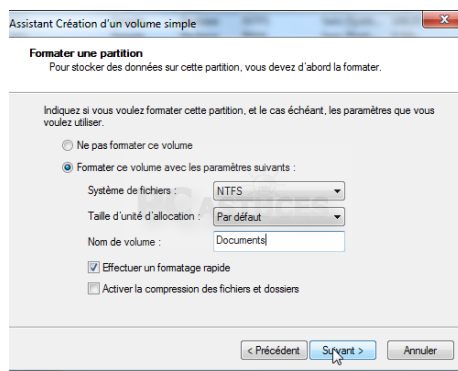 Assistant Création d'un volume simple
Formater une partition
Pour stocker des données sur cette partition, vous devez d'abord la formater.
Indiquez si vous voulez formater cette partition, et le cas échéant, les paramètres que vous
voulez utiliser.
Ne pas formater ce volume
Formater ce volume avec les paramètres suivants :
Système de fichiers : NTFS
Taille d'unité d'allocation : Par défaut
Nom de volume : Documents
Effectuer un formatage rapide
Activer la compression des fichiers et dossiers
< Précédent Suivant > Annuler